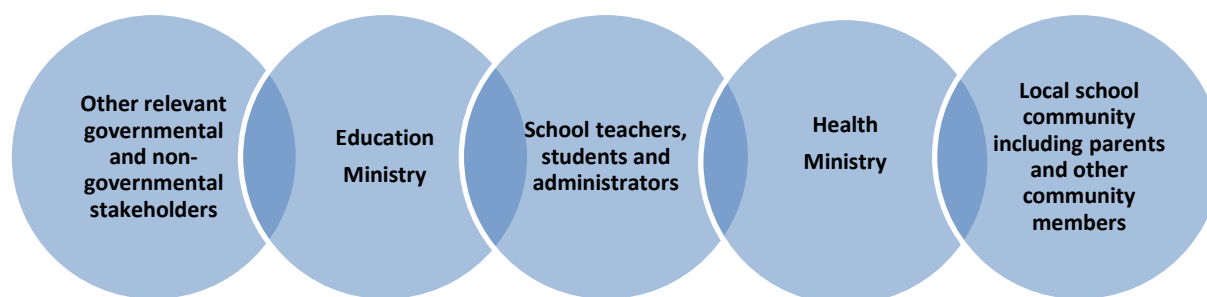 Other relevant
governmental
and non-
governmental
stakeholders
Education
Ministry
School teachers,
students and
administrators
Health
Ministry
Local school
community
including parents
and other
community
members